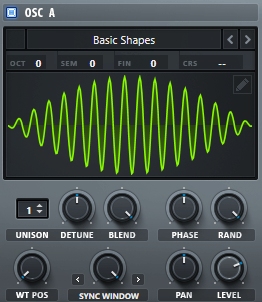 OSC A
Basic Shapes
OCT 0 SEM 0 FIN 0 CRS --
1
UNISON DETUNE BLEND PHASE RAND
WT POS SYNC WINDOW PAN LEVEL